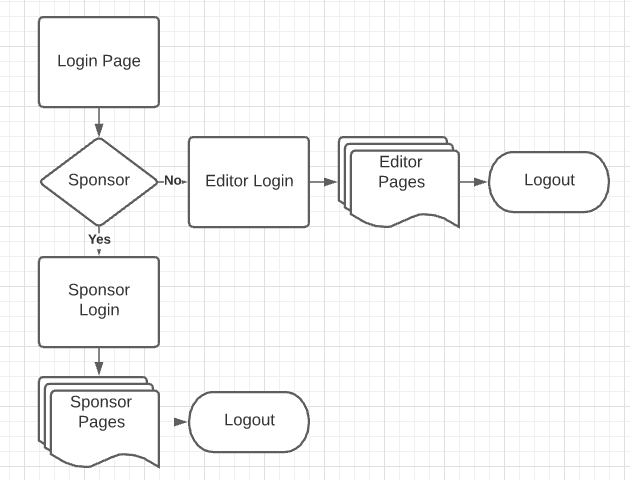 Login Page
Sponsor
No
Editor Login
Editor
Pages
Logout
Yes
Sponsor
Login
Sponsor
Pages
Logout